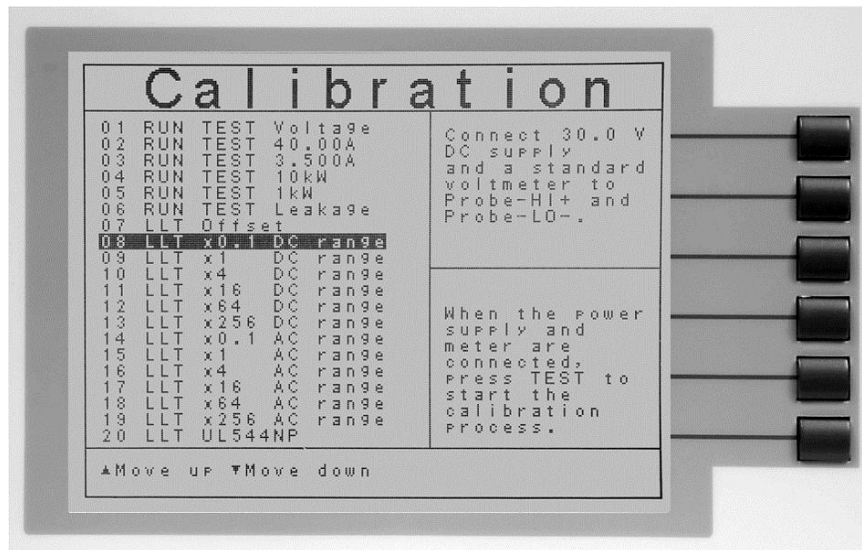 Calibration
01 RUN TEST Voltage
02 RUN TEST 40.00A
03 RUN TEST 3.500A
04 RUN TEST 10kW
05 RUN TEST 1kW
06 RUN TEST Leakage
07 LLT Offset
08 LLT x0.1 DC range
09 LLT x1 DC range
10 LLT x4 DC range
11 LLT x16 DC range
12 LLT x64 DC range
13 LLT x256 DC range
14 LLT x0.1 AC range
15 LLT x1 AC range
16 LLT x4 AC range
17 LLT x16 AC range
18 LLT x64 AC range
19 LLT x256 AC range
20 LLT UL544NP
Connect 30.0 V
DC supply
and a standard
voltmeter to
Probe-HI+ and
Probe-LO-.
When the power
supply and
meter are
connected,
press TEST to
start the
calibration
process.
▲Move up ▼Move down